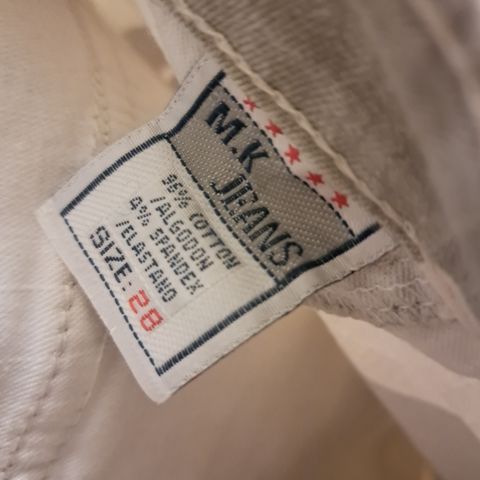 M.K
JEANS
96% COTTON
/ALGODON
4% SPANDEX
/ELASTANO
SIZE: 28